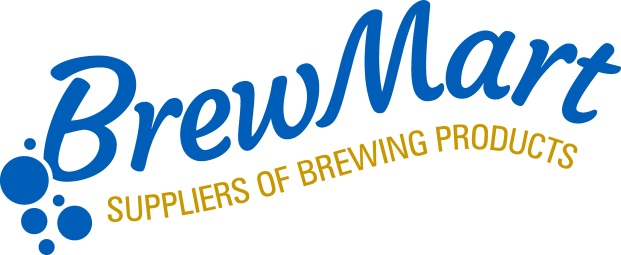 BrewMart
SUPPLIERS OF BREWING PRODUCTS